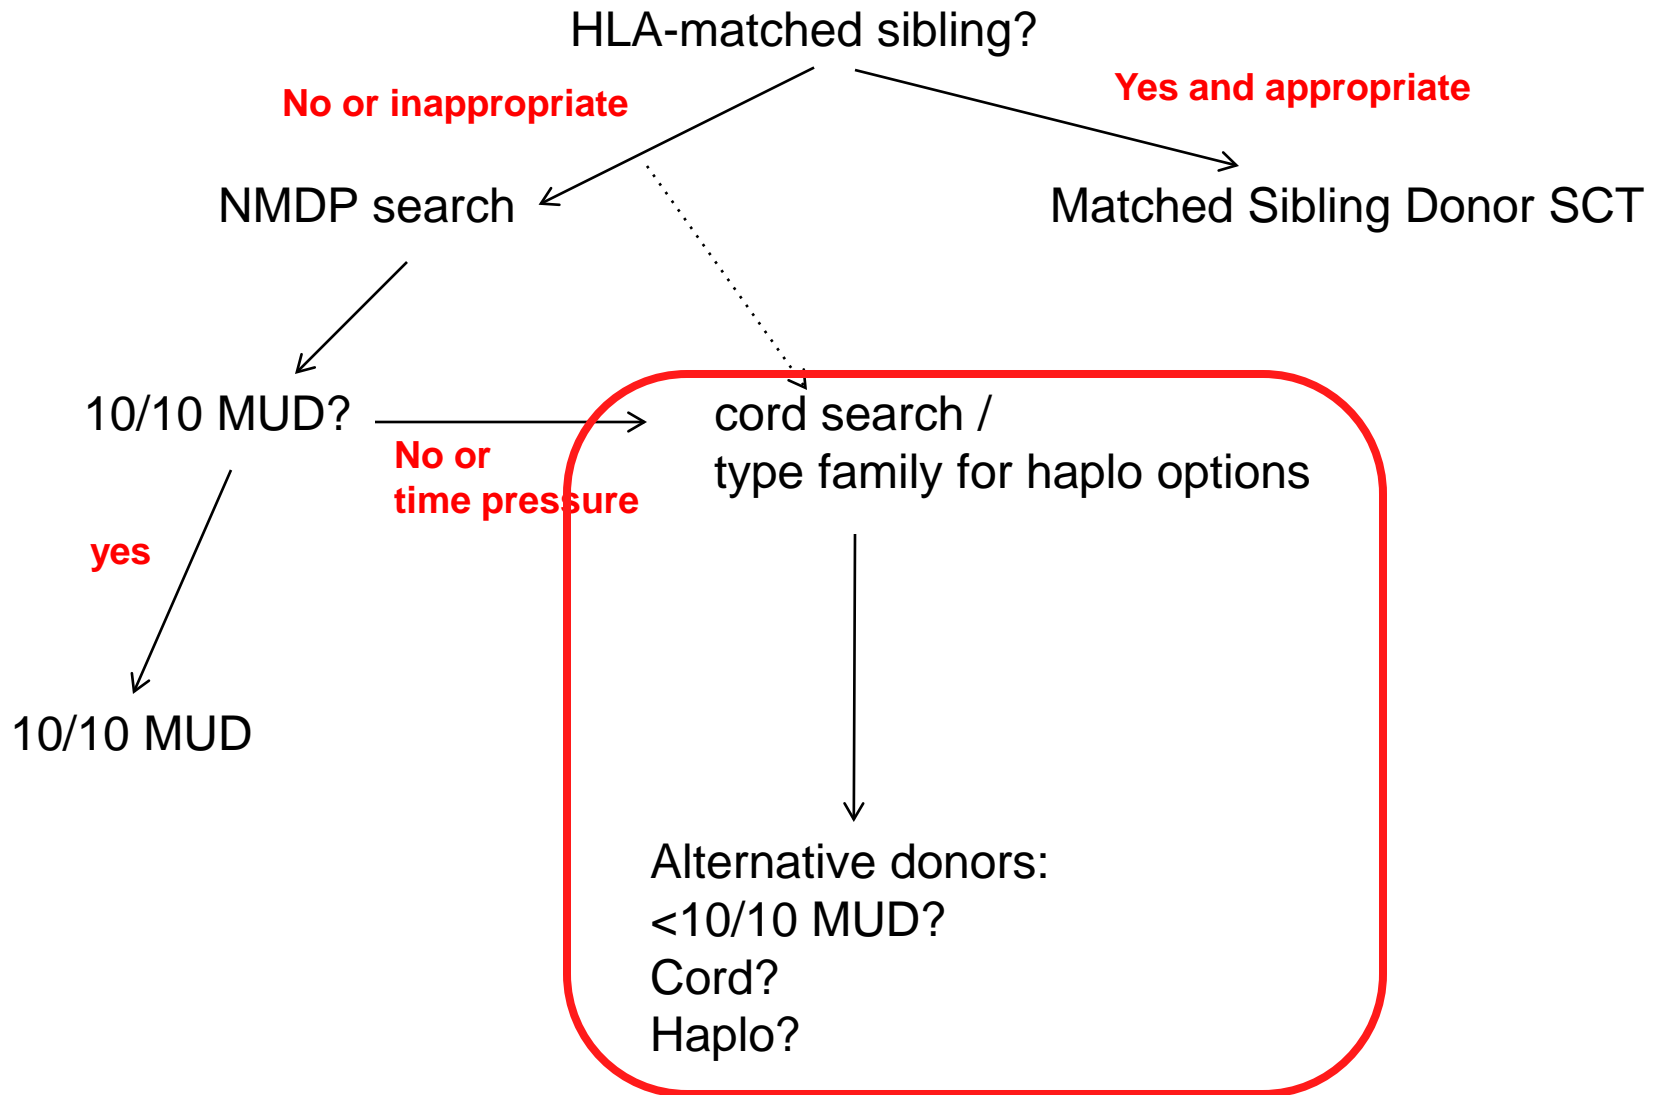 HLA-matched sibling?
No or inappropriate
Yes and appropriate
NMDP search
Matched Sibling Donor SCT
10/10 MUD?
No or
time pressure
cord search /
type family for haplo options
yes
10/10 MUD
Alternative donors:
<10/10 MUD?
Cord?
Haplo?